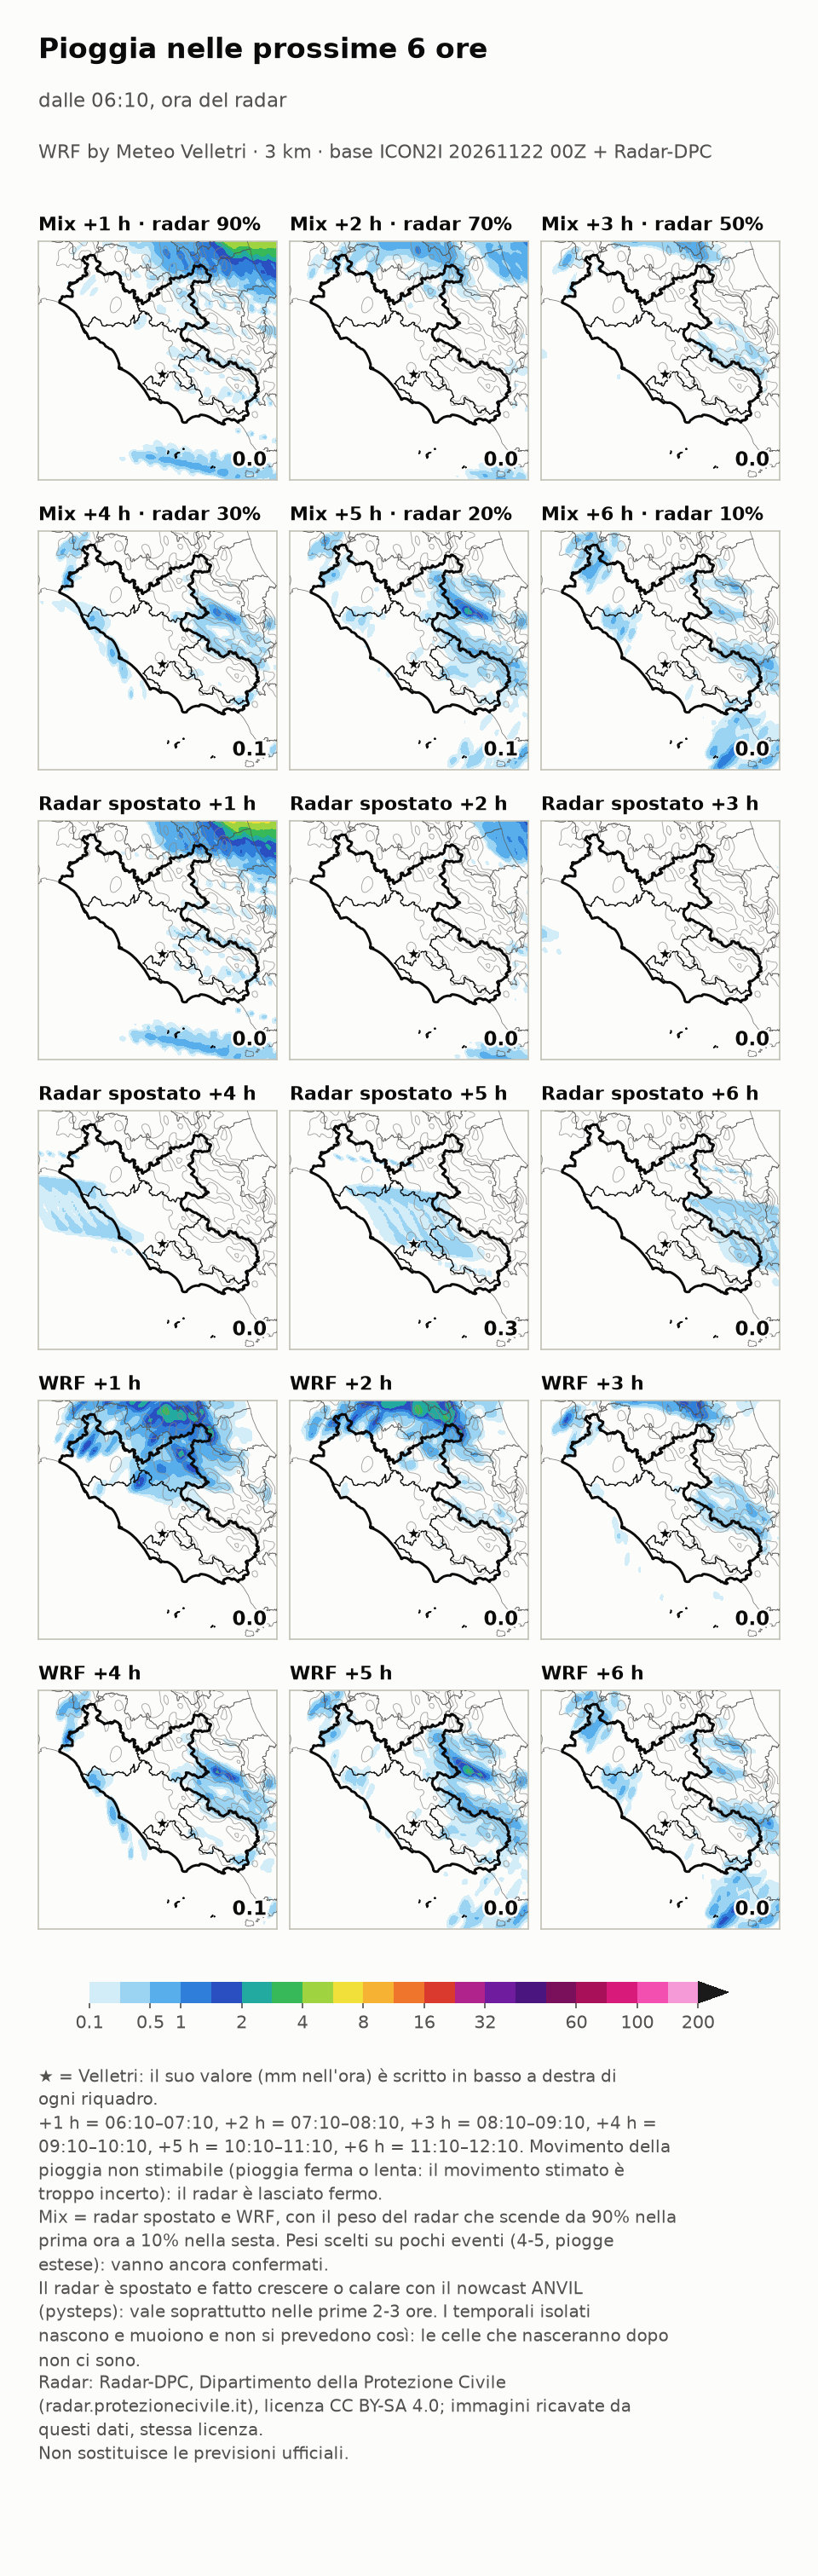 Pioggia nelle prossime 6 ore
dalle 06:10, ora del radar
WRF by Meteo Velletri · 3 km · base ICON2I 20261122 00Z + Radar-DPC
Mix +1 h · radar 90%
Mix +2 h · radar 70%
Mix +3 h · radar 50%
0.0
0.0
0.0
Mix +4 h · radar 30%
Mix +5 h · radar 20%
Mix +6 h · radar 10%
0.1
0.1
0.0
Radar spostato +1 h
Radar spostato +2 h
Radar spostato +3 h
0.0
0.0
0.0
Radar spostato +4 h
Radar spostato +5 h
Radar spostato +6 h
0.0
0.3
0.0
WRF +1 h
WRF +2 h
WRF +3 h
0.0
0.0
0.0
WRF +4 h
WRF +5 h
WRF +6 h
0.1
0.0
0.0
0.1 0.5 1 2 4 8 16 32 60 100 200
★ = Velletri: il suo valore (mm nell'ora) è scritto in basso a destra di
ogni riquadro.
+1 h = 06:10–07:10, +2 h = 07:10–08:10, +3 h = 08:10–09:10, +4 h =
09:10–10:10, +5 h = 10:10–11:10, +6 h = 11:10–12:10. Movimento della
pioggia non stimabile (pioggia ferma o lenta: il movimento stimato è
troppo incerto): il radar è lasciato fermo.
Mix = radar spostato e WRF, con il peso del radar che scende da 90% nella
prima ora a 10% nella sesta. Pesi scelti su pochi eventi (4-5, piogge
estese): vanno ancora confermati.
Il radar è spostato e fatto crescere o calare con il nowcast ANVIL
(pysteps): vale soprattutto nelle prime 2-3 ore. I temporali isolati
nascono e muoiono e non si prevedono così: le celle che nasceranno dopo
non ci sono.
Radar: Radar-DPC, Dipartimento della Protezione Civile
(radar.protezionecivile.it), licenza CC BY-SA 4.0; immagini ricavate da
questi dati, stessa licenza.
Non sostituisce le previsioni ufficiali.